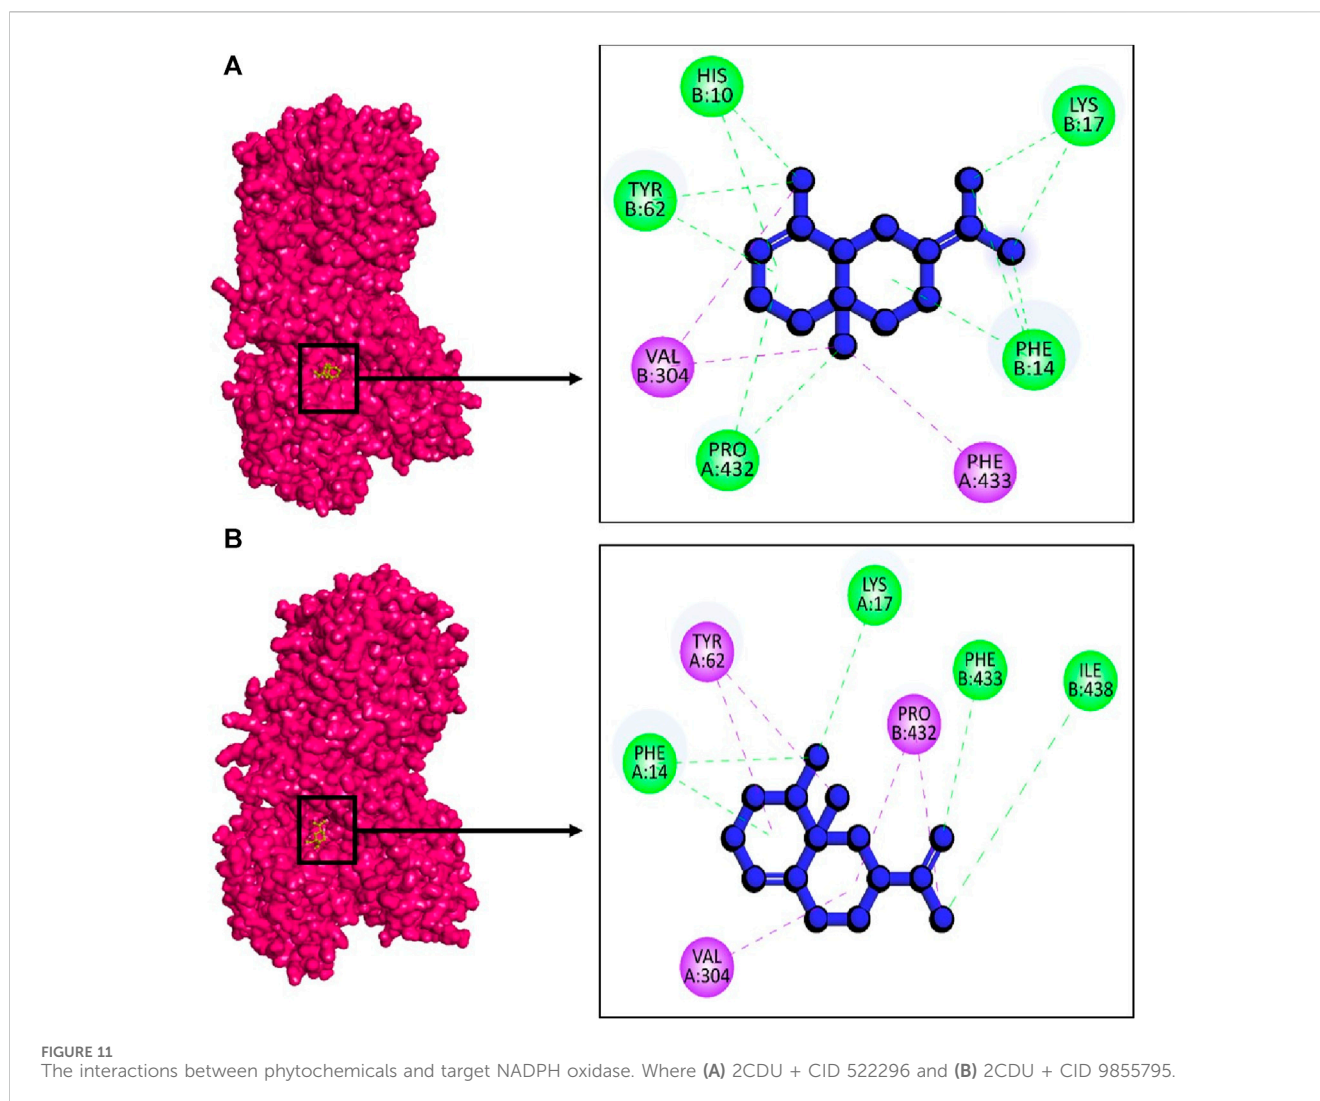 A
HIS
B:10
LYS
B:17
TYR
B:62
VAL
B:304
PHE
B:14
PRO
A:432
PHE
A:433
B
LYS
A:17
TYR
A:62
PHE
B:433
ILE
B:438
PRO
B:432
PHE
A:14
VAL
A:304
FIGURE 11
The interactions between phytochemicals and target NADPH oxidase. Where (A) 2CDU + CID 522296 and (B) 2CDU + CID 9855795.